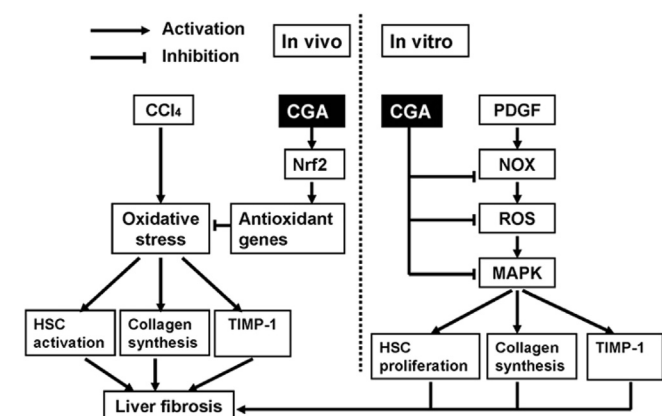 Activation
Inhibition
In vivo
In vitro
CCl₄
CGA
CGA
PDGF
Nrf2
NOX
Oxidative
stress
Antioxidant
genes
ROS
MAPK
HSC
activation
Collagen
synthesis
TIMP-1
HSC
proliferation
Collagen
synthesis
TIMP-1
Liver fibrosis